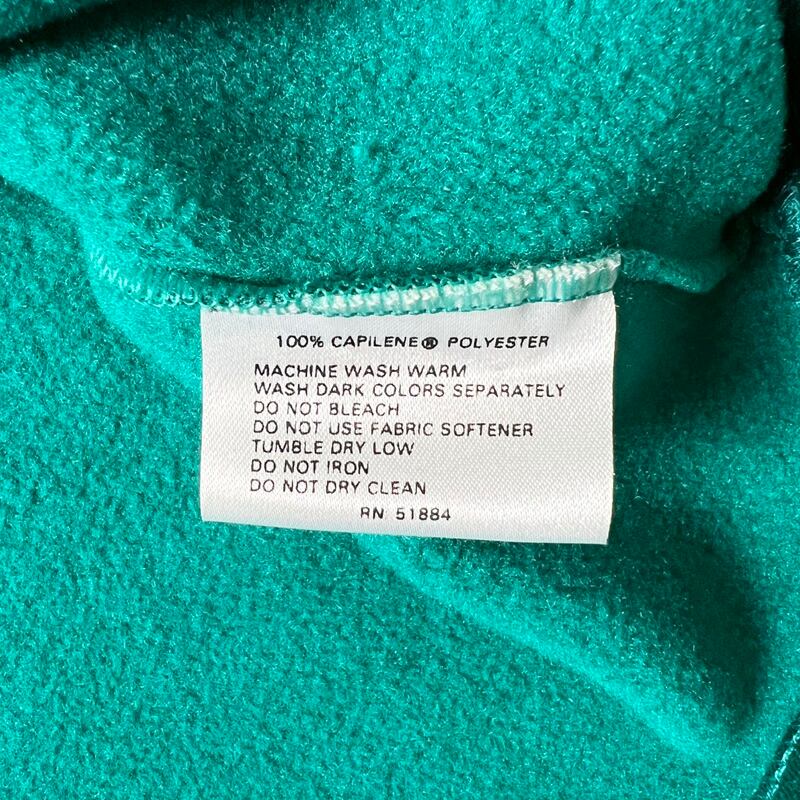 100% CAPILENE® POLYESTER
MACHINE WASH WARM
WASH DARK COLORS SEPARATELY
DO NOT BLEACH
DO NOT USE FABRIC SOFTENER
TUMBLE DRY LOW
DO NOT IRON
DO NOT DRY CLEAN
RN 51884